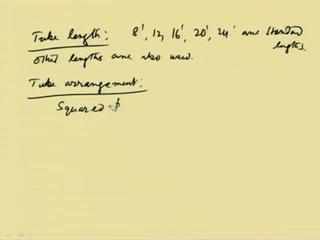 Tube length: 8', 12, 16', 20', 24' are standard
lengths.
other lengths are also used.
Tube arrangement:
Squared